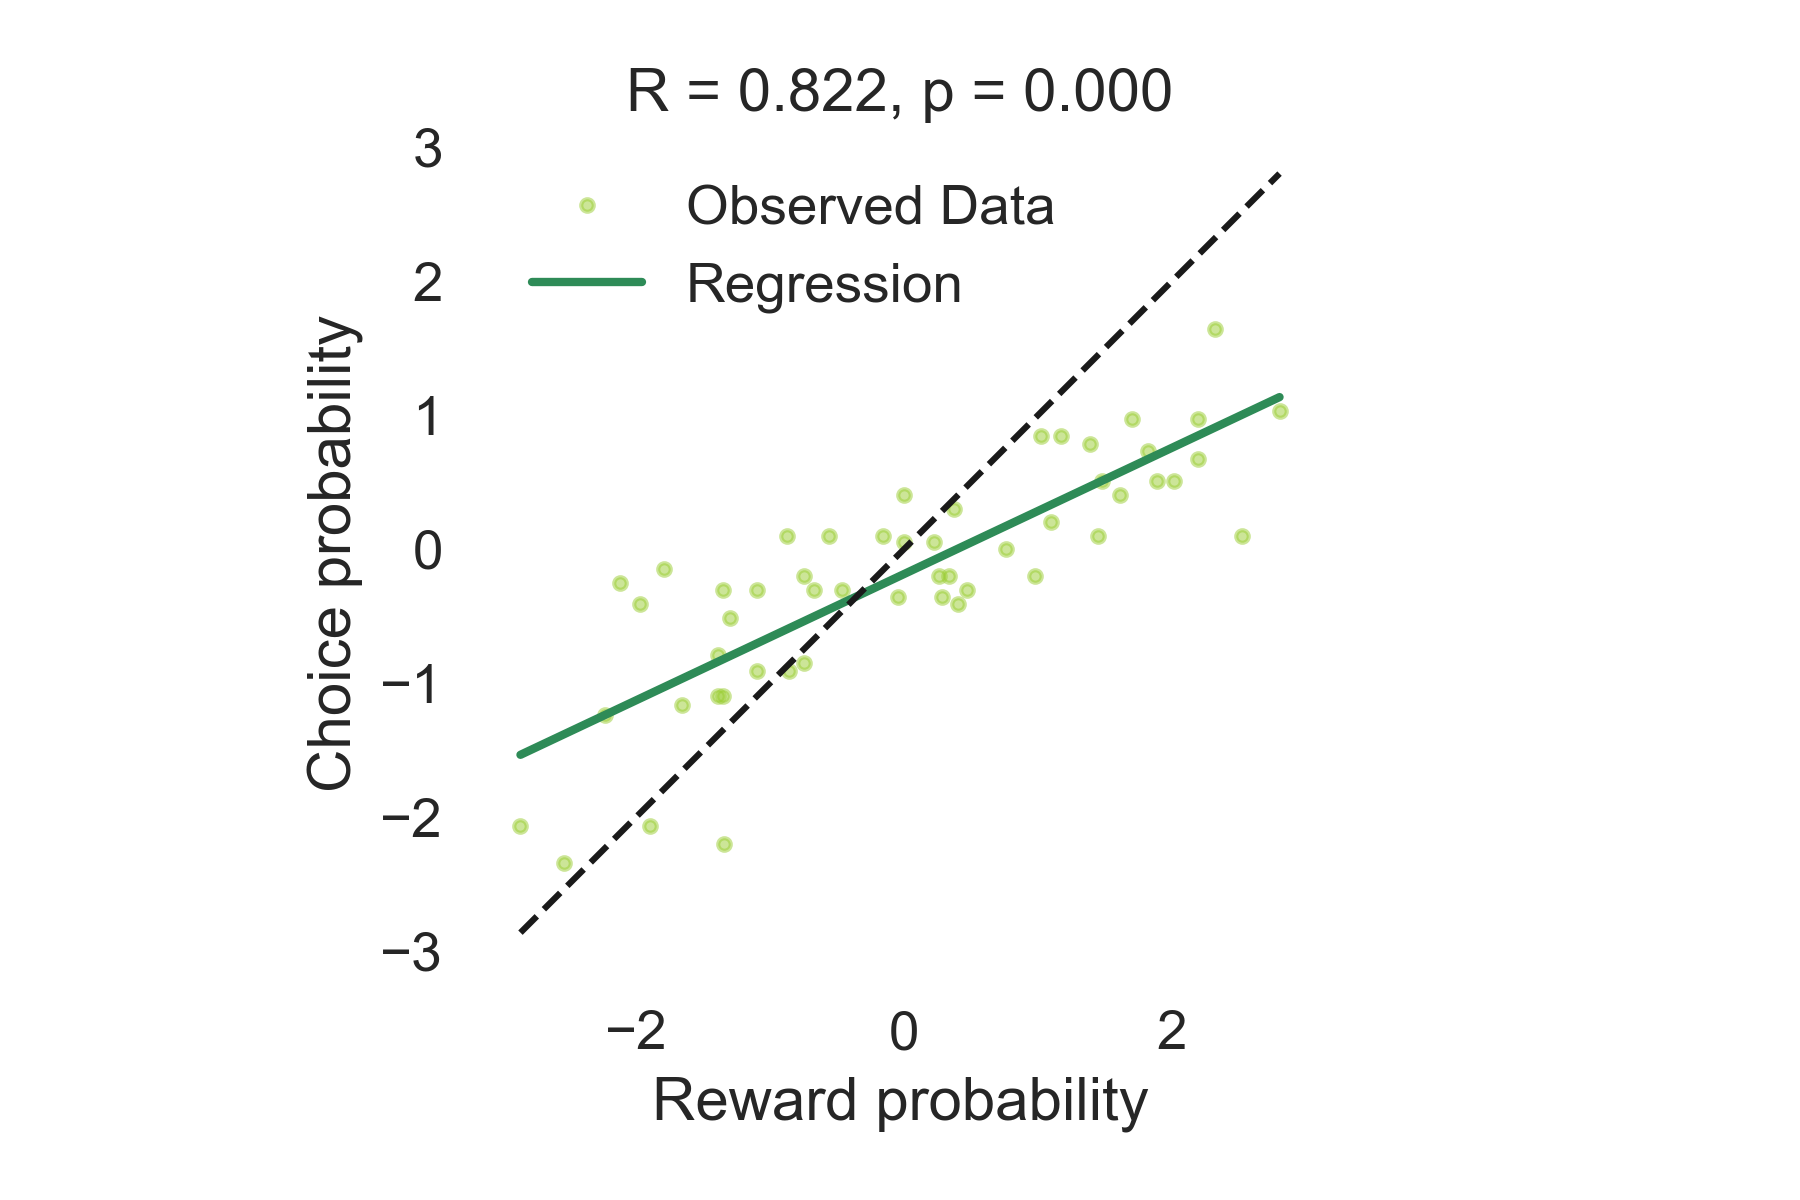 R = 0.822, p = 0.000
3
2
1
0
−1
−2
−3
Choice probability
Observed Data
Regression
−2 0 2
Reward probability